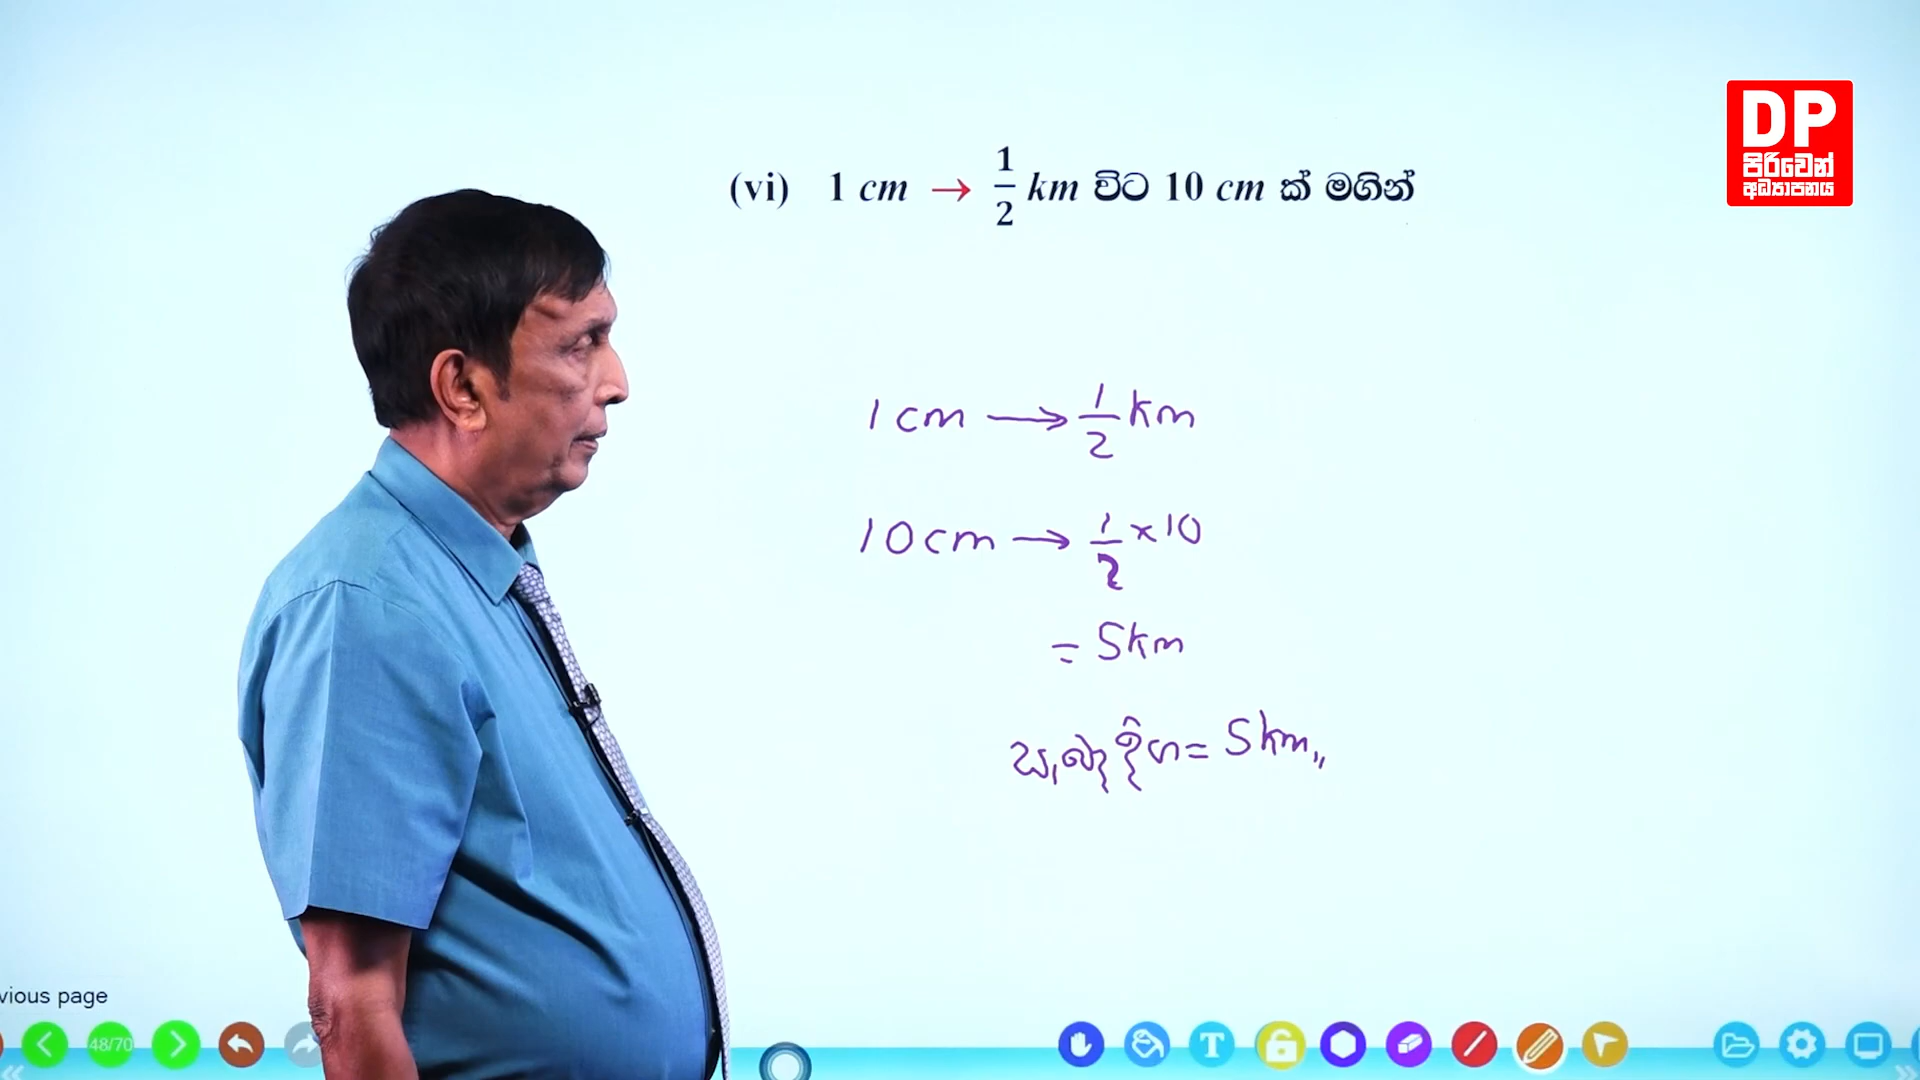 DP
පිරිවෙන්
අධ්‍යාපනය
(vi) 1 cm → 1/2 km විට 10 cm ක් මගින්
1 cm → 1/2 km
10 cm → 1/2 × 10
= 5 km
සැබෑ දිග = 5 km,,
vious page
48/70
T